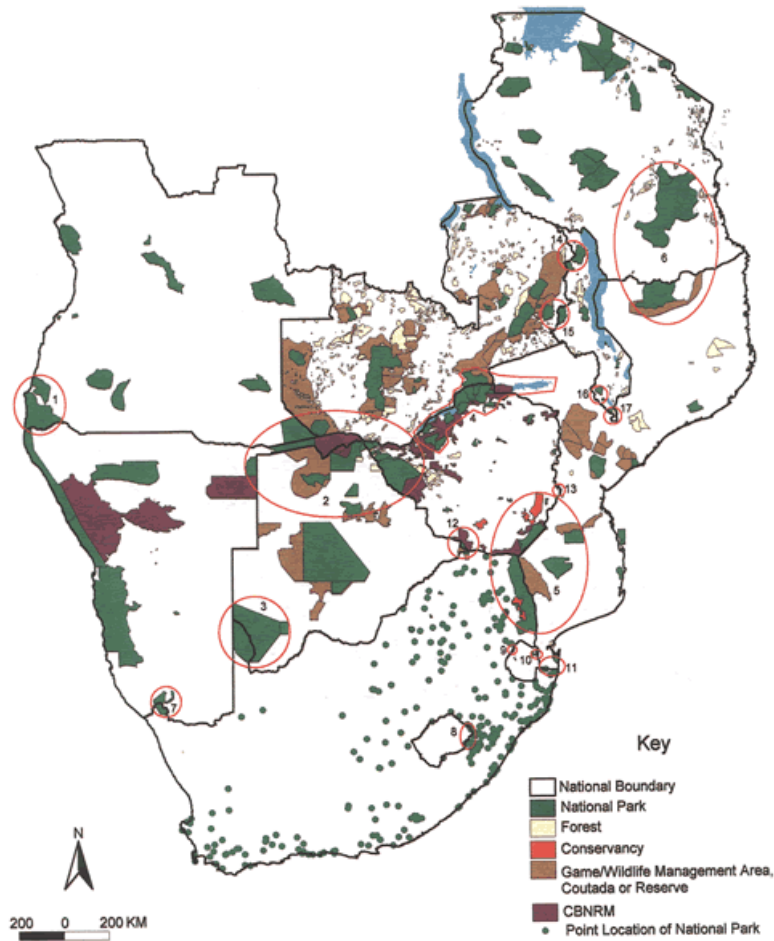 14
6
15
1
16
17
4
2
13
12
5
3
9
10
11
7
8
Key
National Boundary
National Park
Forest
Conservancy
Game/Wildlife Management Area,
Coutada or Reserve
CBNRM
Point Location of National Park
N
200 0 200 KM